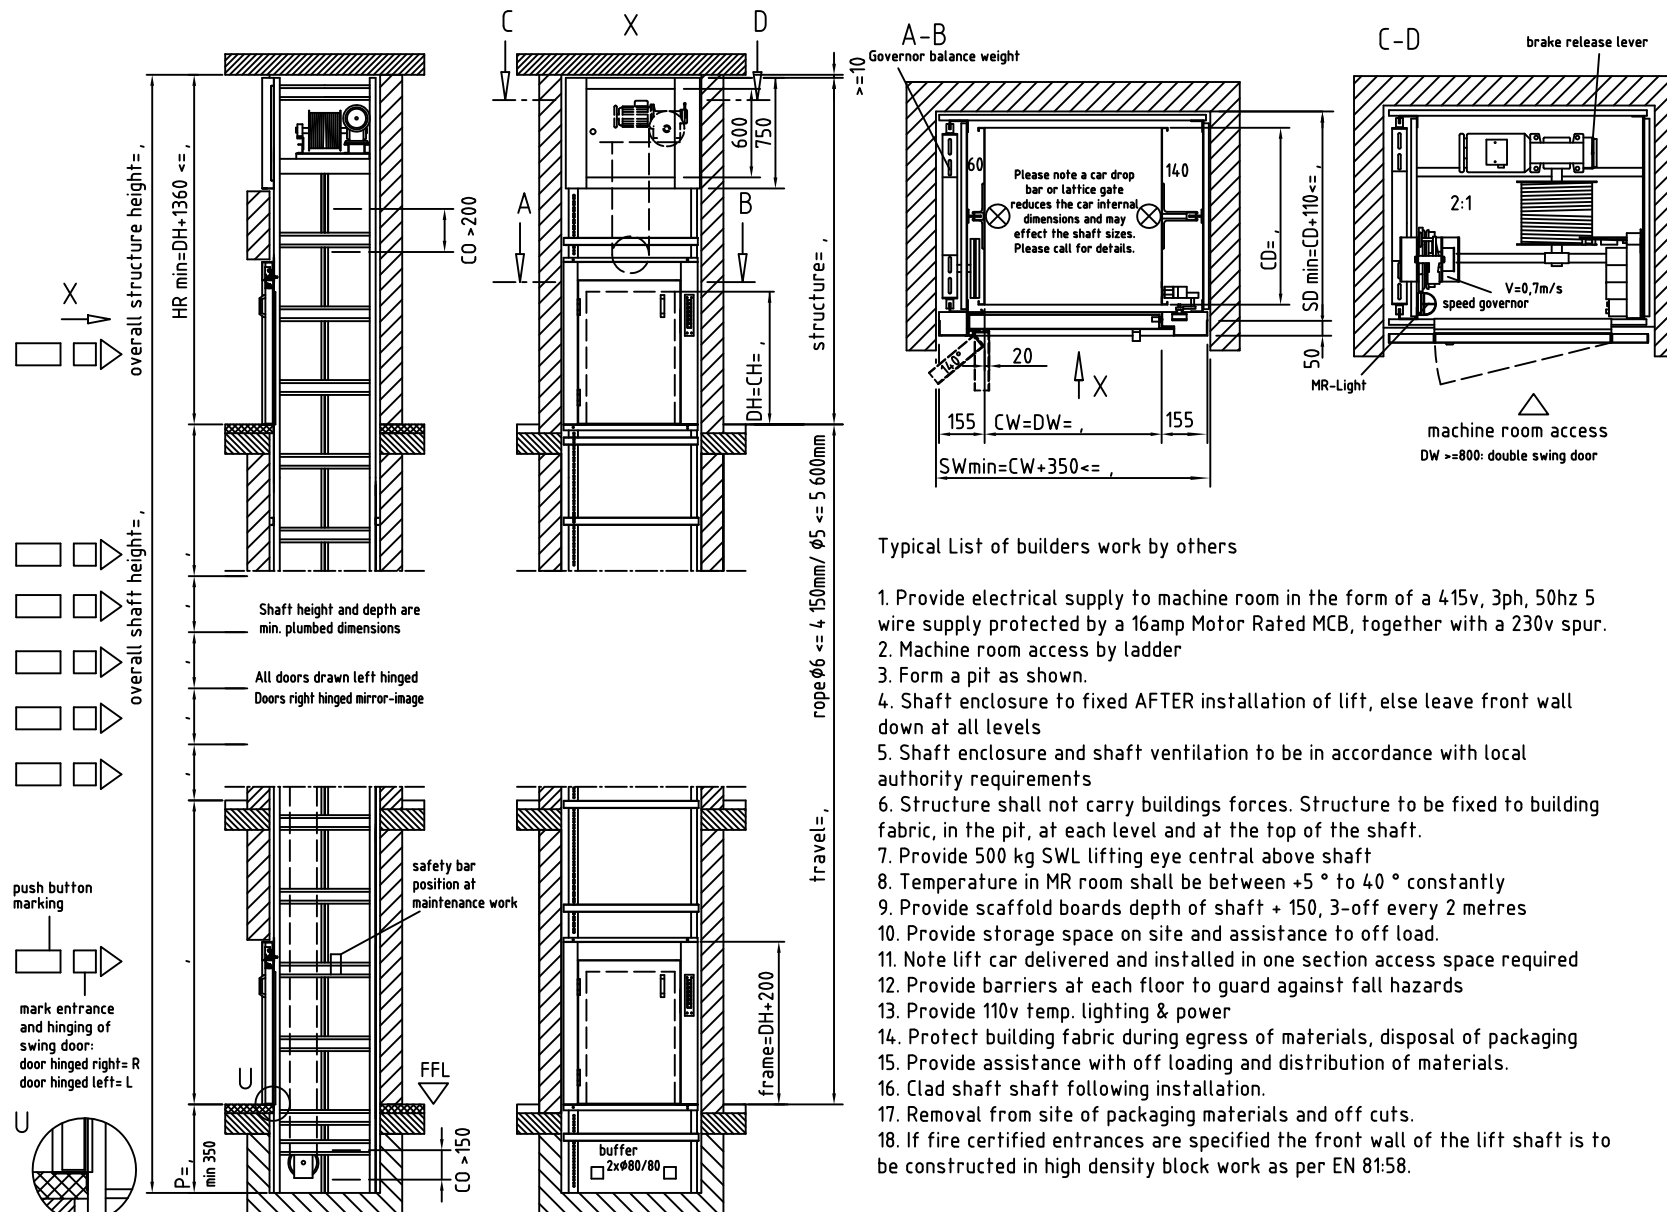 C
X
D
A-B
Governor balance weight
C-D
brake release lever
>=10
overall structure height=,
HR min=DH+1360 <=,
CO >200
600
750
A
B
structure=,
DH=CH=,
60
140
Please note a car drop
bar or lattice gate
reduces the car internal
dimensions and may
effect the shaft sizes.
Please call for details.
CD=,
SD min=CD+110<=,
50
140°
20
X
155
CW=DW=,
155
SWmin=CW+350<=,
2:1
V=0,7m/s
speed governor
MR-Light
machine room access
DW >=800: double swing door
X
overall shaft height=,
,
,
,
,
,
,
Shaft height and depth are
min. plumbed dimensions
All doors drawn left hinged
Doors right hinged mirror-image
rope Φ6 <= 4 150mm/ Φ5 <= 5 600mm
travel=,
safety bar
position at
maintenance work
push button
marking
mark entrance
and hinging of
swing door:
door hinged right= R
door hinged left= L
U
U
FFL
P=,
min 350
CO >150
frame=DH+200
buffer
2xΦ80/80
Typical List of builders work by others
1. Provide electrical supply to machine room in the form of a 415v, 3ph, 50hz 5
wire supply protected by a 16amp Motor Rated MCB, together with a 230v spur.
2. Machine room access by ladder
3. Form a pit as shown.
4. Shaft enclosure to fixed AFTER installation of lift, else leave front wall
down at all levels
5. Shaft enclosure and shaft ventilation to be in accordance with local
authority requirements
6. Structure shall not carry buildings forces. Structure to be fixed to building
fabric, in the pit, at each level and at the top of the shaft.
7. Provide 500 kg SWL lifting eye central above shaft
8. Temperature in MR room shall be between +5 ° to 40 ° constantly
9. Provide scaffold boards depth of shaft + 150, 3-off every 2 metres
10. Provide storage space on site and assistance to off load.
11. Note lift car delivered and installed in one section access space required
12. Provide barriers at each floor to guard against fall hazards
13. Provide 110v temp. lighting & power
14. Protect building fabric during egress of materials, disposal of packaging
15. Provide assistance with off loading and distribution of materials.
16. Clad shaft shaft following installation.
17. Removal from site of packaging materials and off cuts.
18. If fire certified entrances are specified the front wall of the lift shaft is to
be constructed in high density block work as per EN 81:58.